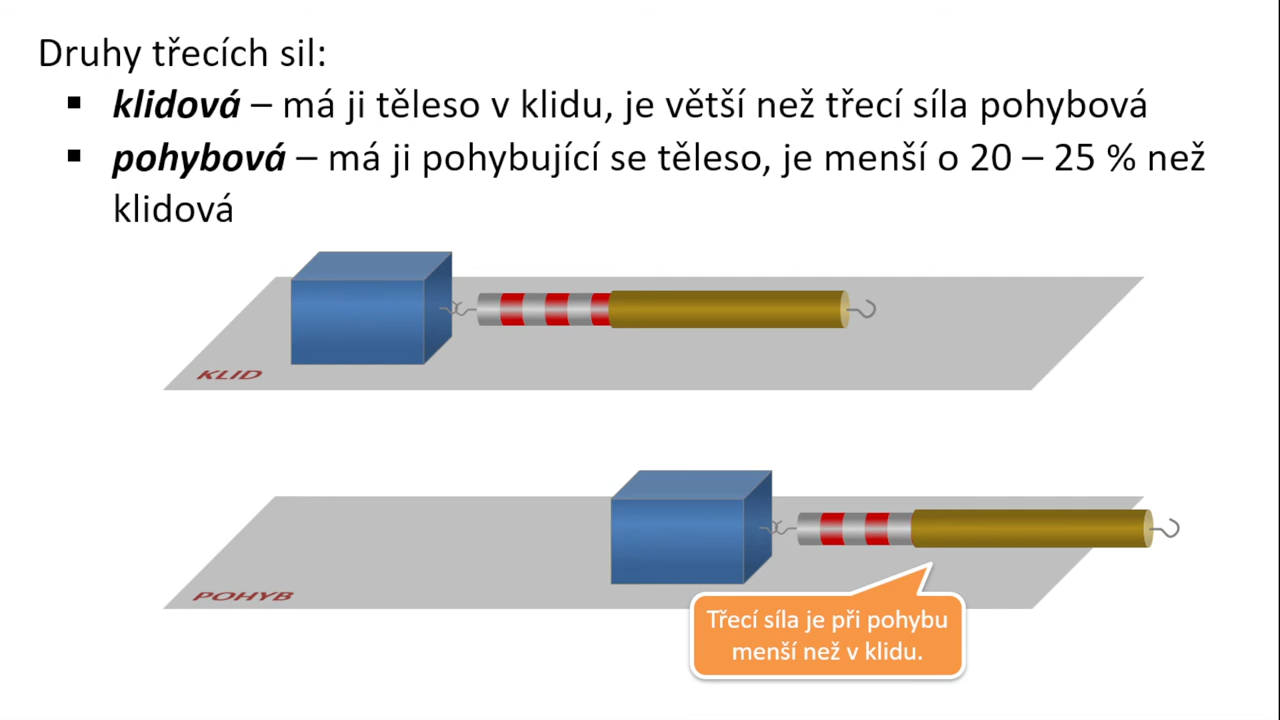 Druhy třecích sil:
▪ klidová – má ji těleso v klidu, je větší než třecí síla pohybová
▪ pohybová – má ji pohybující se těleso, je menší o 20 – 25 % než
klidová
KLID
POHYB
Třecí síla je při pohybu
menší než v klidu.